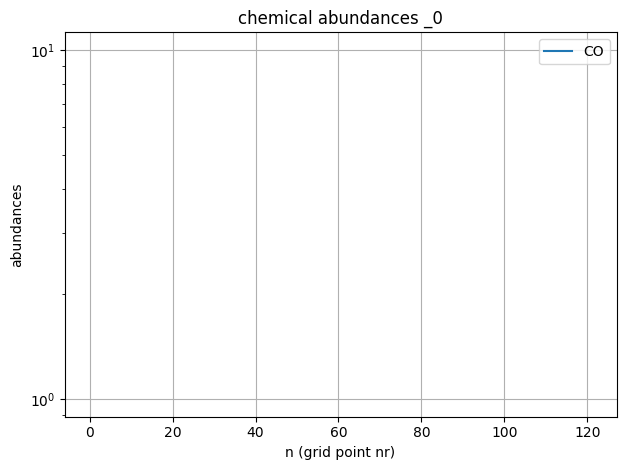 chemical abundances _0
CO
abundances
10¹
10⁰
0 20 40 60 80 100 120
n (grid point nr)